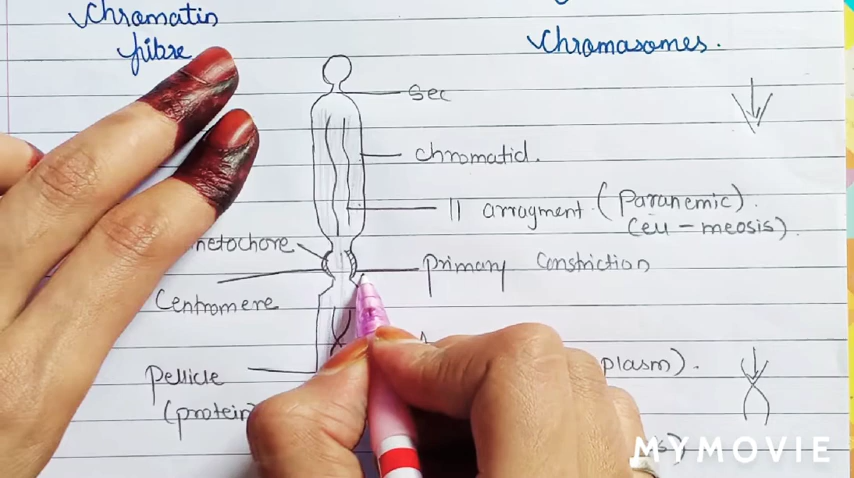 Chromatin
fibre
Chromasomes.
Sec
Chromatid.
|| arragment (Paranemic).
(eu - meosis).
netochore
Primary Constriction
Centromere
Pellicle
(protein)
plasm).
MYMOVIE